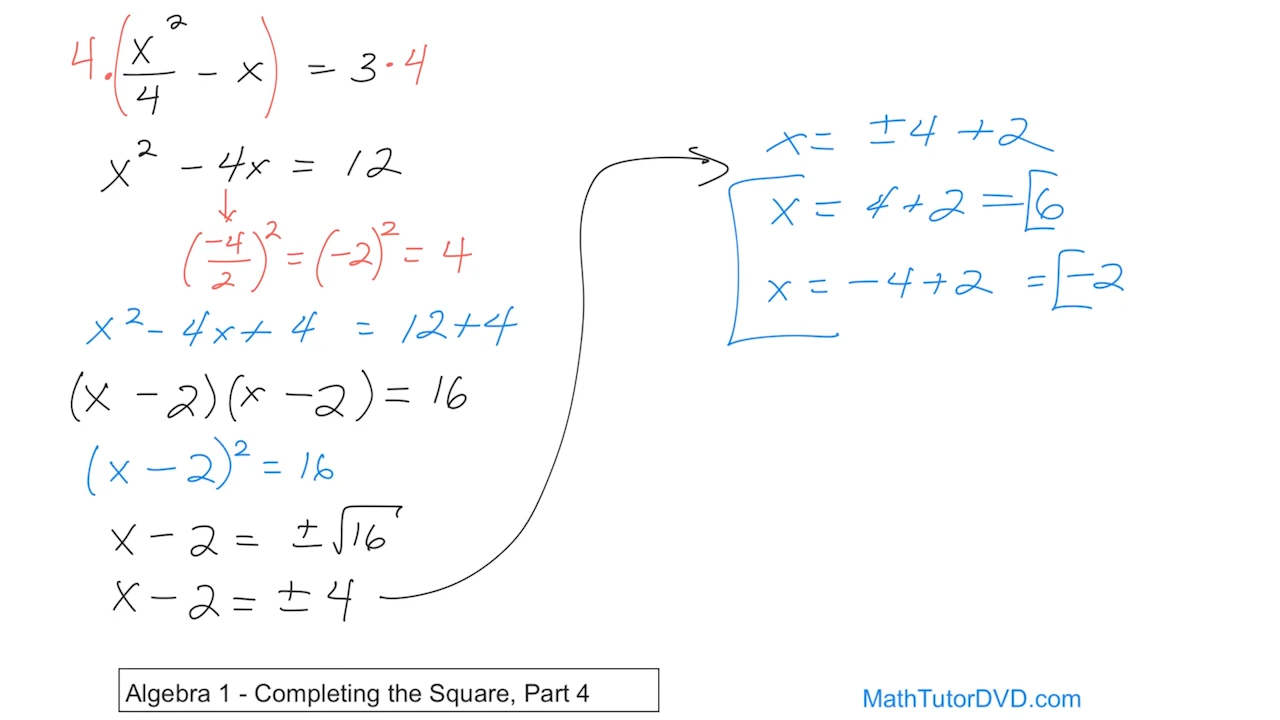 4·(x²/4 − x) = 3·4
x² − 4x = 12
(−4/2)² = (−2)² = 4
x² − 4x + 4 = 12 + 4
(x − 2)(x − 2) = 16
(x − 2)² = 16
x − 2 = ±√16
x − 2 = ± 4
x = ±4 + 2
x = 4 + 2 = 6
x = −4 + 2 = −2
Algebra 1 - Completing the Square, Part 4
MathTutorDVD.com